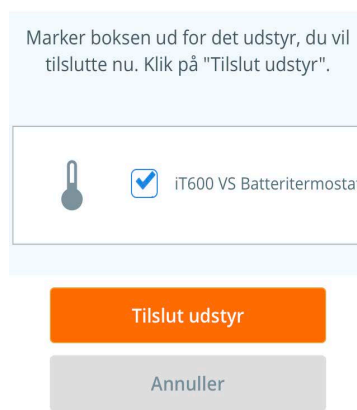 Marker boksen ud for det udstyr, du vil
tilslutte nu. Klik på "Tilslut udstyr".
iT600 VS Batteritermostat
Tilslut udstyr
Annuller